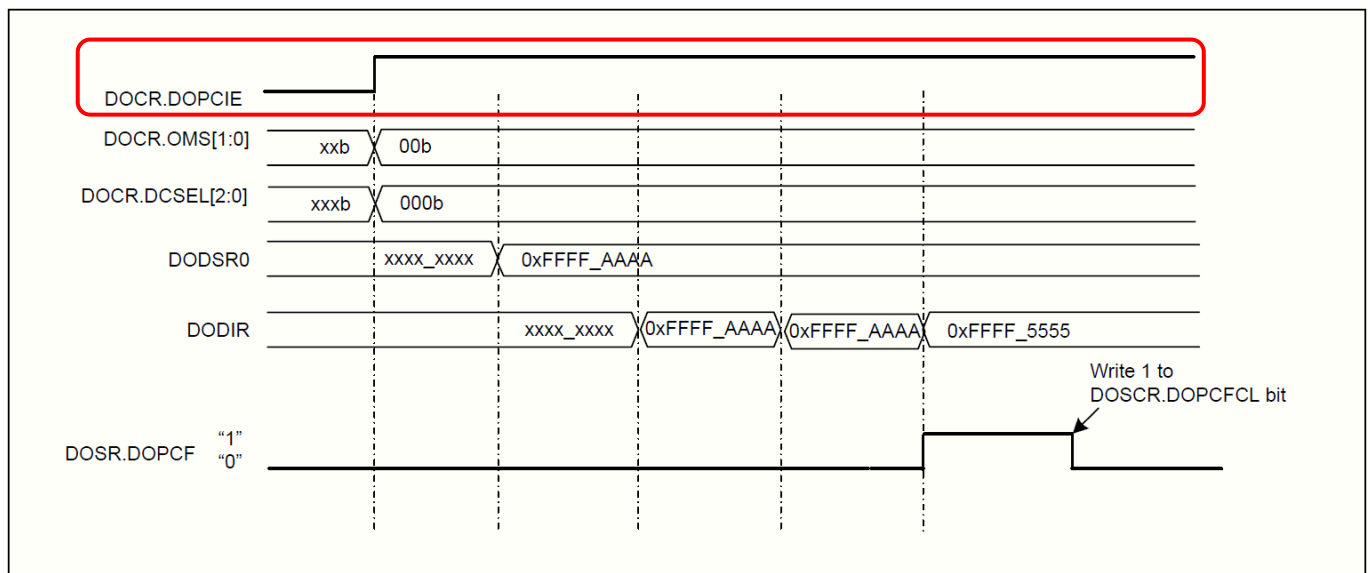 DOCR.DOPCIE
DOCR.OMS[1:0] xxb 00b
DOCR.DCSEL[2:0] xxxb 000b
DODSR0 xxxx_xxxx 0xFFFF_AAAA
DODIR xxxx_xxxx 0xFFFF_AAAA 0xFFFF_AAAA 0xFFFF_5555
Write 1 to
DOSCR.DOPCFCL bit
DOSR.DOPCF “1”
“0”